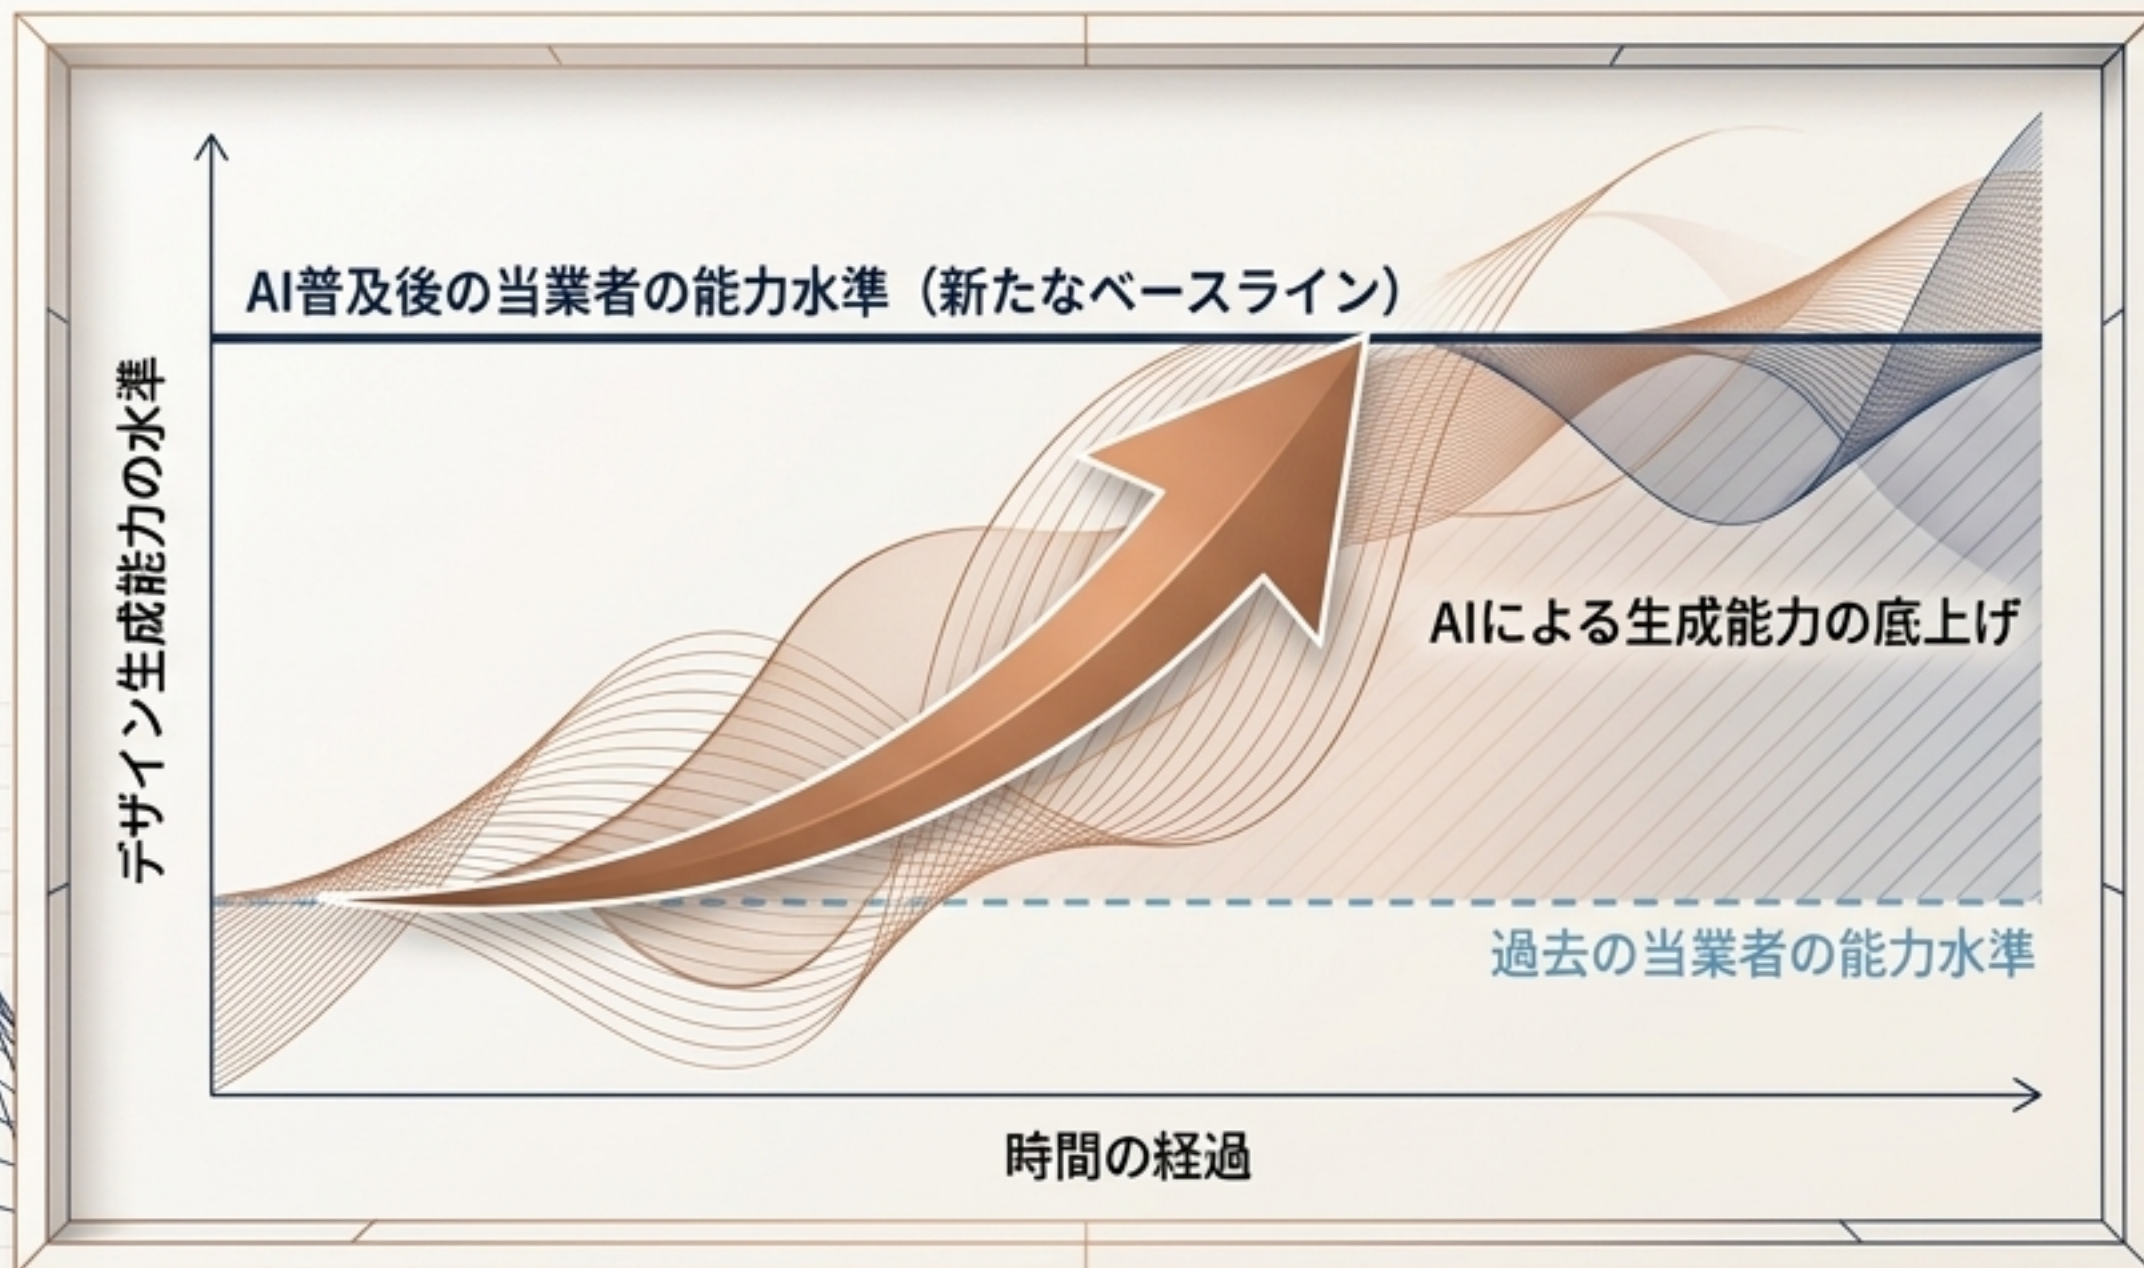 AI普及後の当業者の能力水準（新たなベースライン）
デザイン生成能力の水準
AIによる生成能力の底上げ
過去の当業者の能力水準
時間の経過